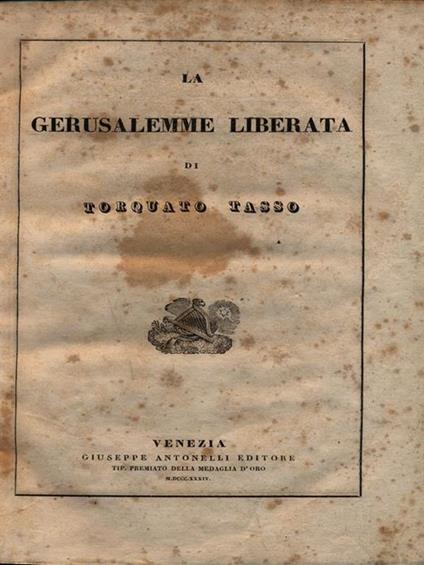 LA
GERUSALEMME LIBERATA
DI
TORQUATO TASSO
VENEZIA
GIUSEPPE ANTONELLI EDITORE
TIP. PREMIATO DELLA MEDAGLIA D'ORO
M.DCCC.XXXIV.